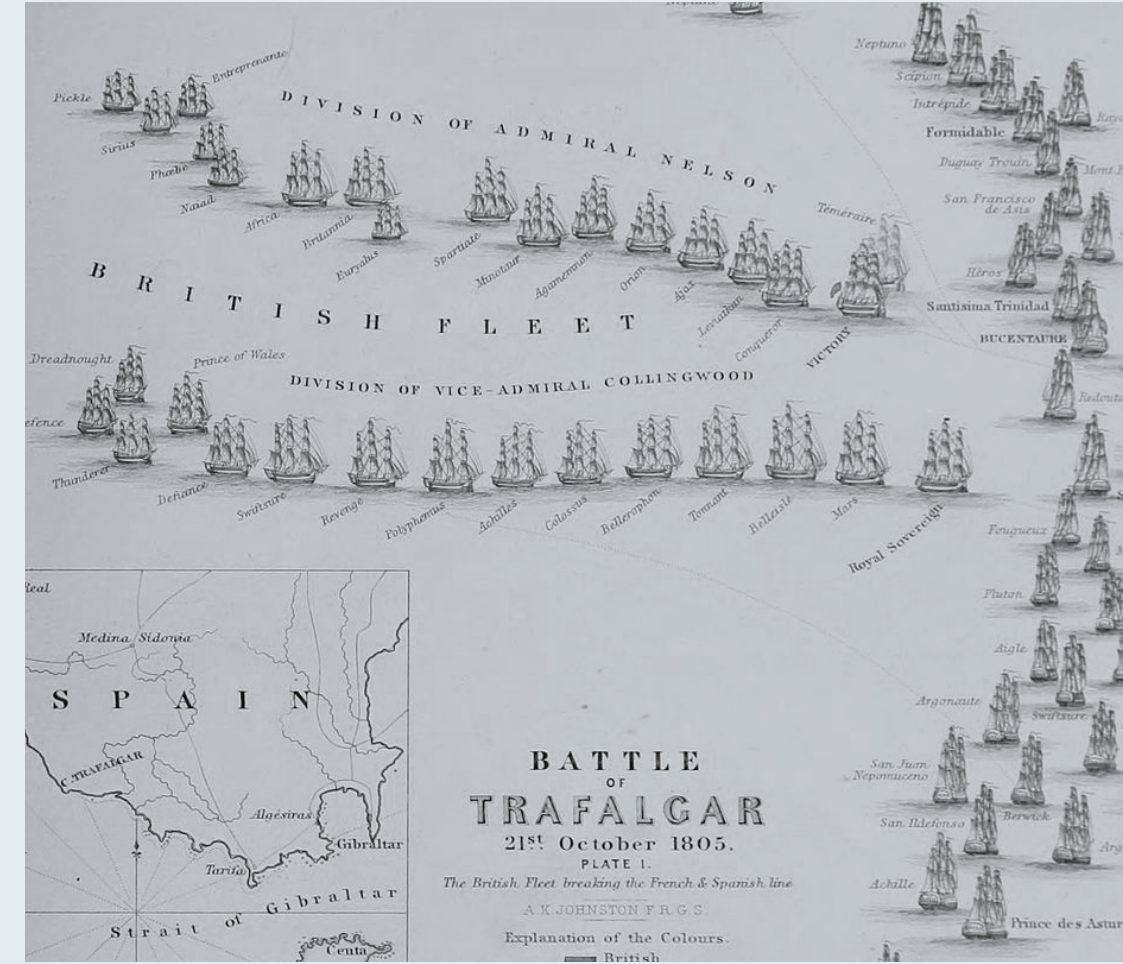 Neptuno
Scipion
Intrépide
Formidable
Duguay Trouin
San Francisco
de Asis
Héros
Santisima Trinidad
BUCENTAURE
Entreprenante
Pickle
Sirius
Phœbe
Naiad
Africa
Britannia
Euryalus
Spartiate
Minotaur
Agamemnon
Orion
Ajax
Leviathan
Conqueror
VICTORY
Téméraire
DIVISION OF ADMIRAL NELSON
BRITISH FLEET
DIVISION OF VICE-ADMIRAL COLLINGWOOD
Dreadnought
Prince of Wales
efence
Thunderer
Defiance
Swiftsure
Revenge
Polyphemus
Achilles
Colossus
Bellerophon
Tonnant
Belleisle
Mars
Royal Sovereign
Redouta
Fougueux
Pluton
Aigle
Argonaute
Swiftsure
San Juan
Nepomuceno
Berwick
San Ildefonso
Arg
Achille
Prince des Astur
Medina Sidonia
SPAIN
C. TRAFALGAR
Algésiras
Gibraltar
Tarifa
Strait of Gibraltar
Ceuta
BATTLE
OF
TRAFALGAR
21st October 1805.
PLATE I.
The British Fleet breaking the French & Spanish line
A.K. JOHNSTON F.R.G.S.
Explanation of the Colours.
British